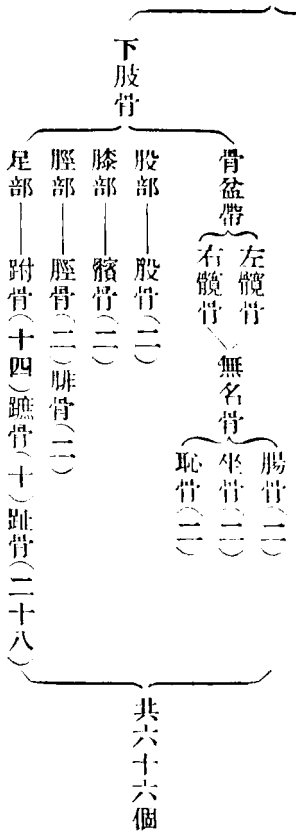 下肢骨
骨盆帶
左髖骨
右髖骨
無名骨
腸骨(二)
坐骨(二)
恥骨(二)
股部——股骨(二)
膝部——髕骨(二)
脛部——脛骨(二)腓骨(二)
足部——跗骨(十四)蹠骨(十)趾骨(二十八)
共六十六個